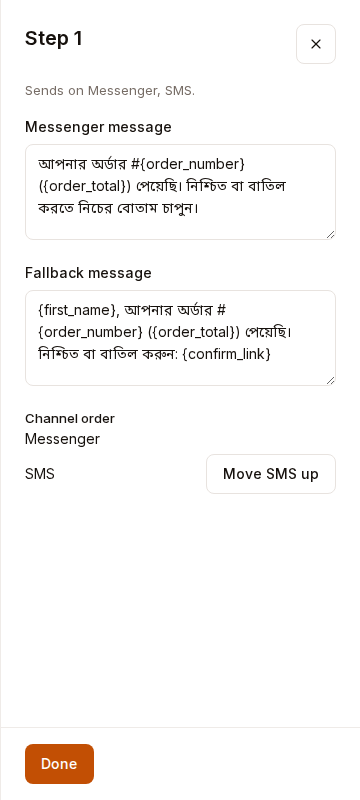 Step 1
Sends on Messenger, SMS.
Messenger message
আপনার অর্ডার #{order_number}
({order_total}) পেয়েছি। নিশ্চিত বা বাতিল
করতে নিচের বোতাম চাপুন।
Fallback message
{first_name}, আপনার অর্ডার #
{order_number} ({order_total}) পেয়েছি।
নিশ্চিত বা বাতিল করুন: {confirm_link}
Channel order
Messenger
SMS
Move SMS up
Done